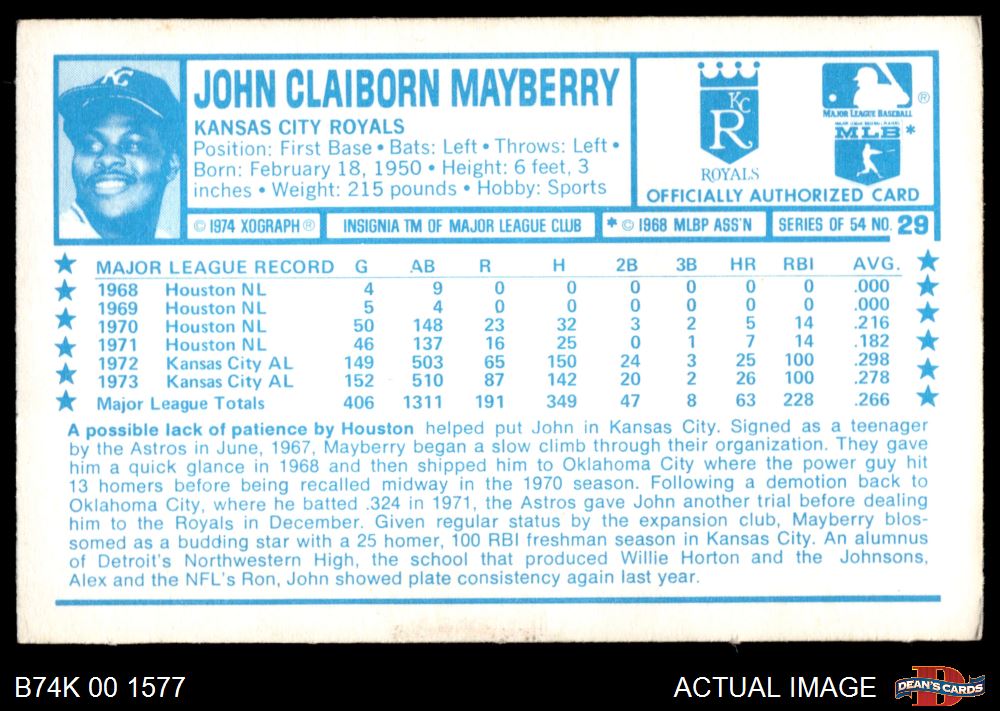 KC
JOHN CLAIBORN MAYBERRY
KANSAS CITY ROYALS
Position: First Base • Bats: Left • Throws: Left •
Born: February 18, 1950 • Height: 6 feet, 3
inches • Weight: 215 pounds • Hobby: Sports
KC
R
ROYALS
®
MAJOR LEAGUE BASEBALL
MLB*
OFFICIALLY AUTHORIZED CARD
© 1974 XOGRAPH® INSIGNIA TM OF MAJOR LEAGUE CLUB * © 1968 MLBP ASS'N SERIES OF 54 NO. 29
MAJOR LEAGUE RECORD G AB R H 2B 3B HR RBI AVG.
1968 Houston NL 4 9 0 0 0 0 0 0 .000
1969 Houston NL 5 4 0 0 0 0 0 0 .000
1970 Houston NL 50 148 23 32 3 2 5 14 .216
1971 Houston NL 46 137 16 25 0 1 7 14 .182
1972 Kansas City AL 149 503 65 150 24 3 25 100 .298
1973 Kansas City AL 152 510 87 142 20 2 26 100 .278
Major League Totals 406 1311 191 349 47 8 63 228 .266
A possible lack of patience by Houston helped put John in Kansas City. Signed as a teenager
by the Astros in June, 1967, Mayberry began a slow climb through their organization. They gave
him a quick glance in 1968 and then shipped him to Oklahoma City where the power guy hit
13 homers before being recalled midway in the 1970 season. Following a demotion back to
Oklahoma City, where he batted .324 in 1971, the Astros gave John another trial before dealing
him to the Royals in December. Given regular status by the expansion club, Mayberry blos-
somed as a budding star with a 25 homer, 100 RBI freshman season in Kansas City. An alumnus
of Detroit's Northwestern High, the school that produced Willie Horton and the Johnsons,
Alex and the NFL's Ron, John showed plate consistency again last year.
B74K 00 1577
ACTUAL IMAGE
DEAN'S CARDS